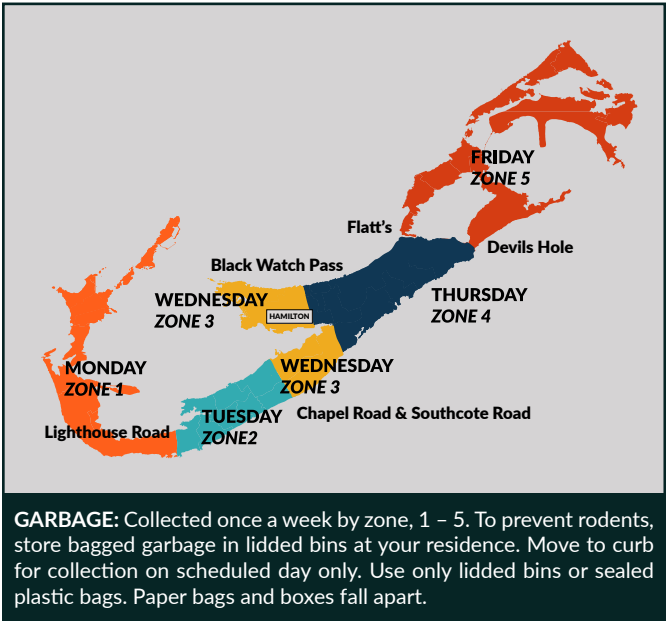 FRIDAY
ZONE 5
Flatt’s
Devils Hole
Black Watch Pass
WEDNESDAY
ZONE 3
HAMILTON
THURSDAY
ZONE 4
MONDAY
ZONE 1
WEDNESDAY
ZONE 3
TUESDAY
ZONE2
Chapel Road & Southcote Road
Lighthouse Road
GARBAGE: Collected once a week by zone, 1 – 5. To prevent rodents,
store bagged garbage in lidded bins at your residence. Move to curb
for collection on scheduled day only. Use only lidded bins or sealed
plastic bags. Paper bags and boxes fall apart.